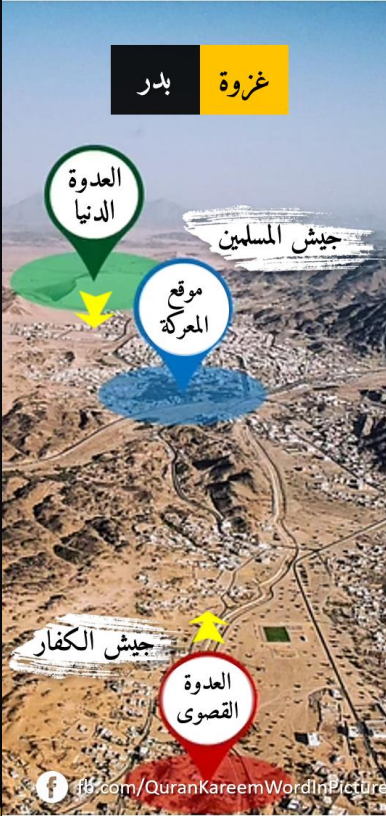 غزوة بدر
العدوة
الدنيا
جيش المسلمين
موقع
المعركة
جيش الكفار
العدوة
القصوى
fb.com/QuranKareemWordInPicture